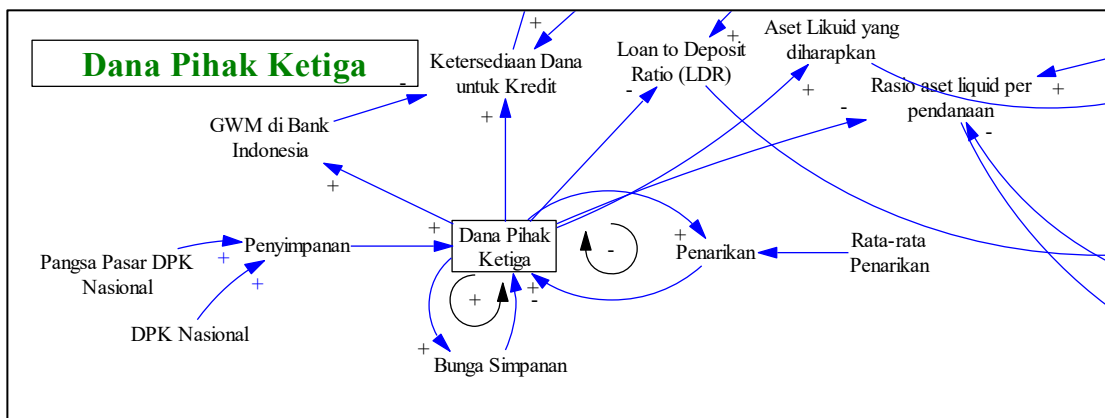 Dana Pihak Ketiga
Ketersediaan Dana
untuk Kredit
Loan to Deposit
Ratio (LDR)
Aset Likuid yang
diharapkan
Rasio aset liquid per
pendanaan
GWM di Bank
Indonesia
Penyimpanan
Dana Pihak
Ketiga
Penarikan
Rata-rata
Penarikan
Pangsa Pasar DPK
Nasional
DPK Nasional
Bunga Simpanan